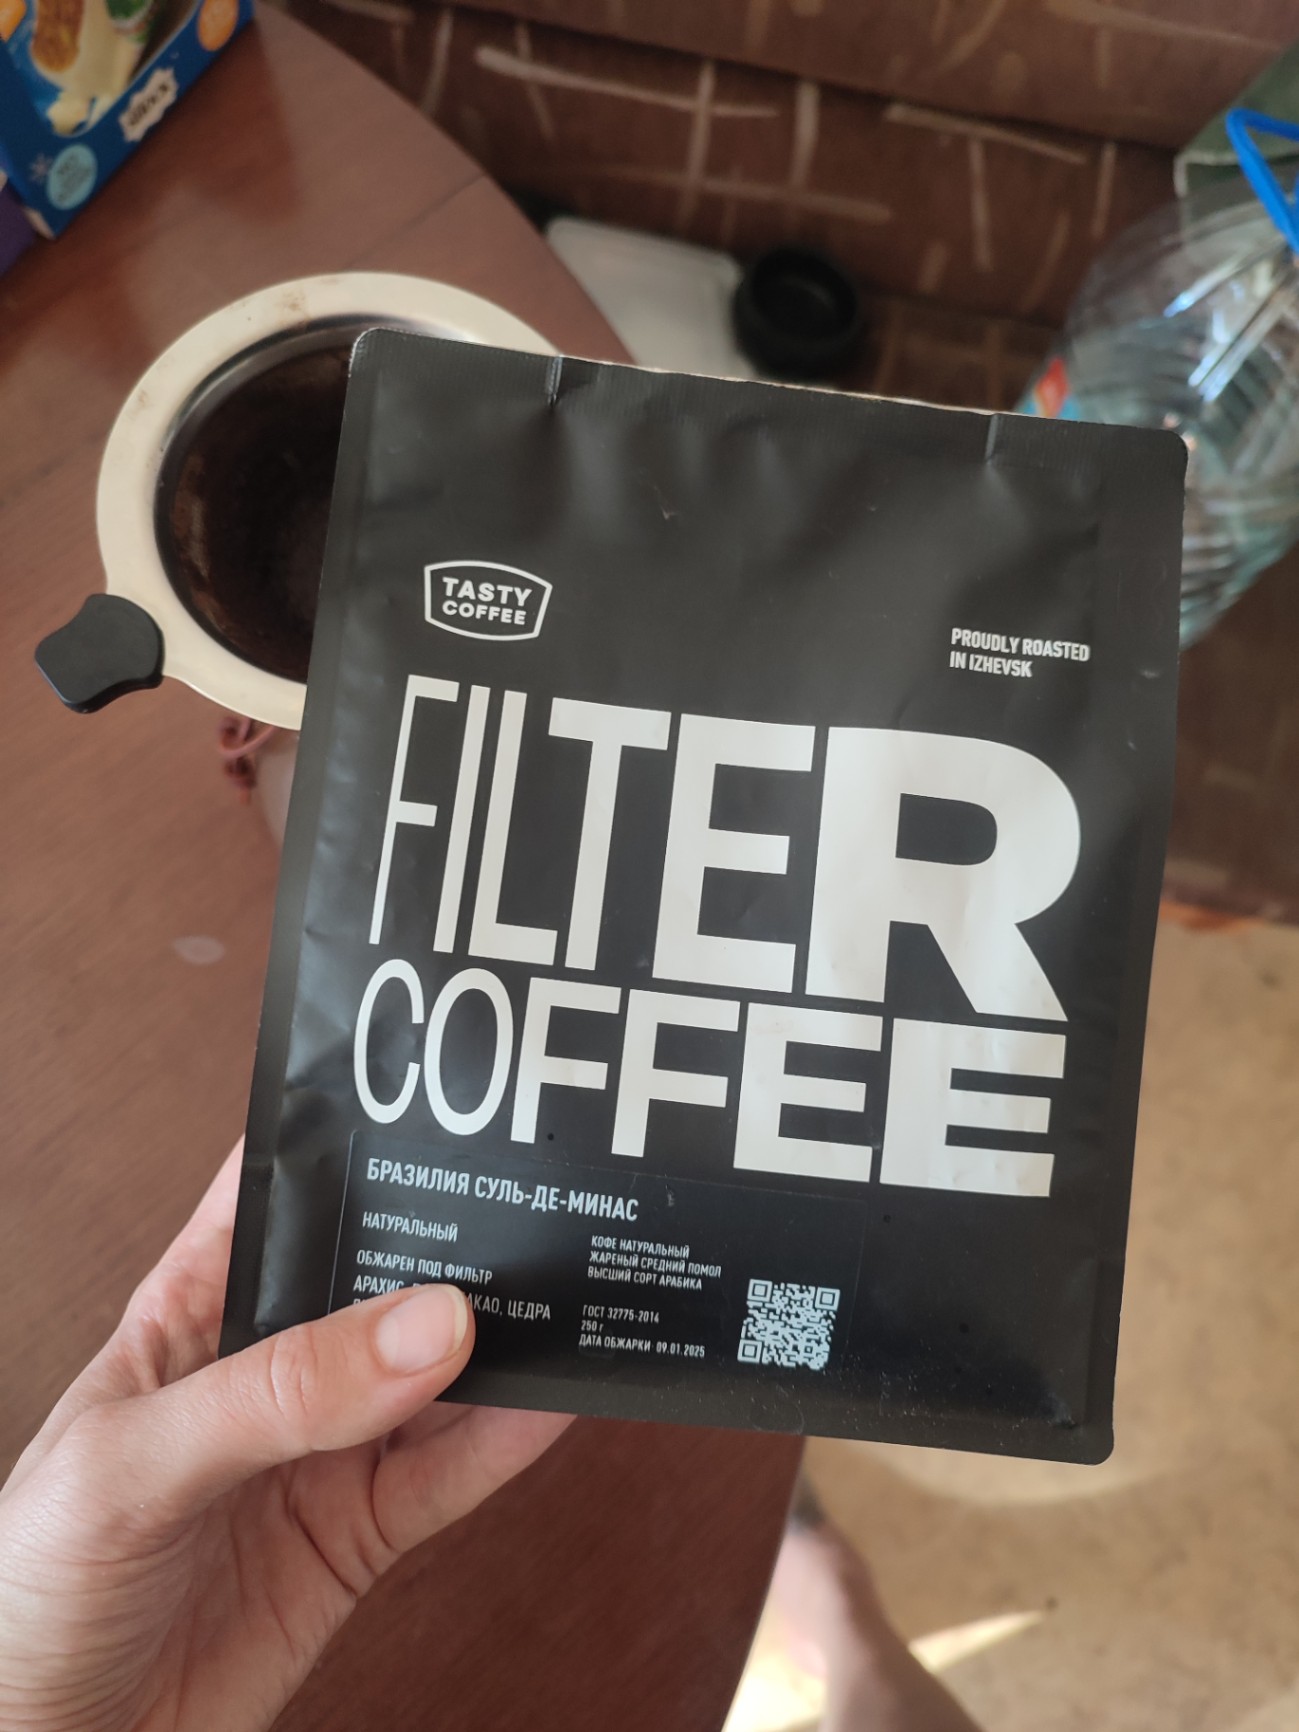 TASTY
COFFEE
PROUDLY ROASTED
IN IZHEVSK
FILTER
COFFEE
БРАЗИЛИЯ СУЛЬ-ДЕ-МИНАС
НАТУРАЛЬНЫЙ
ОБЖАРЕН ПОД ФИЛЬТР
ЦЕДРА
КОФЕ НАТУРАЛЬНЫЙ
ЖАРЕНЫЙ СРЕДНИЙ ПОМОЛ
ВЫСШИЙ СОРТ АРАБИКА
ГОСТ 32775-2014
250 г
ДАТА ОБЖАРКИ 09.01.2025